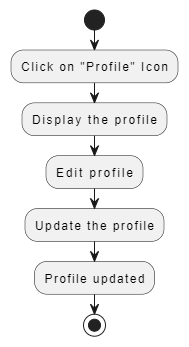 Click on "Profile" Icon
Display the profile
Edit profile
Update the profile
Profile updated